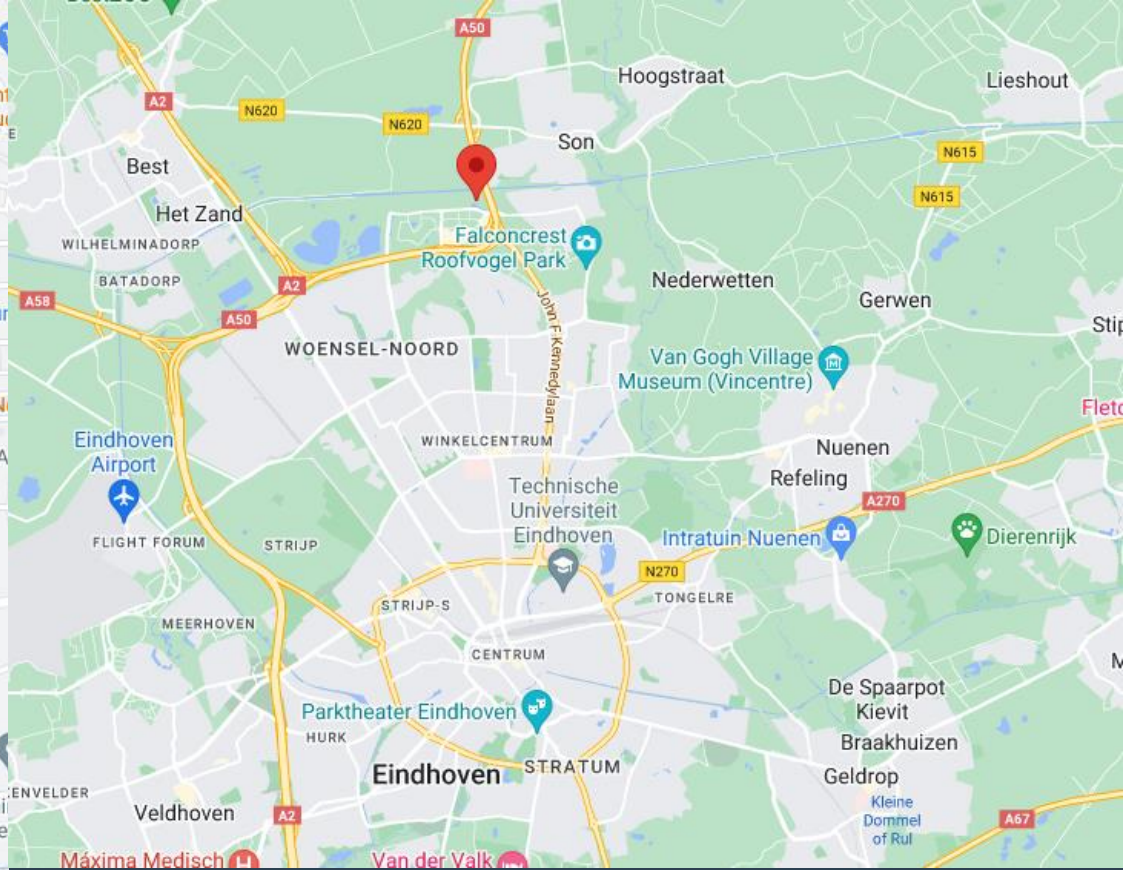 A50
Hoogstraat
Lieshout
A2
N620
N620
Son
N615
Best
N615
Het Zand
WILHELMINADORP
Falconcrest
Roofvogel Park
BATADORP
A2
Nederwetten
A58
Gerwen
A50
John F. Kennedylaan
WOENSEL-NOORD
Van Gogh Village
Museum (Vincentre)
Eindhoven
Airport
WINKELCENTRUM
Nuenen
Technische
Universiteit
Eindhoven
Refeling
A270
FLIGHT FORUM
STRIJP
Intratuin Nuenen
Dierenrijk
N270
STRIJP-S
TONGELRE
MEERHOVEN
CENTRUM
De Spaarpot
Kievit
Parktheater Eindhoven
HURK
Braakhuizen
Eindhoven
STRATUM
Geldrop
Veldhoven
A2
Kleine
Dommel
of Rul
A67
Máxima Medisch
H
Van der Valk